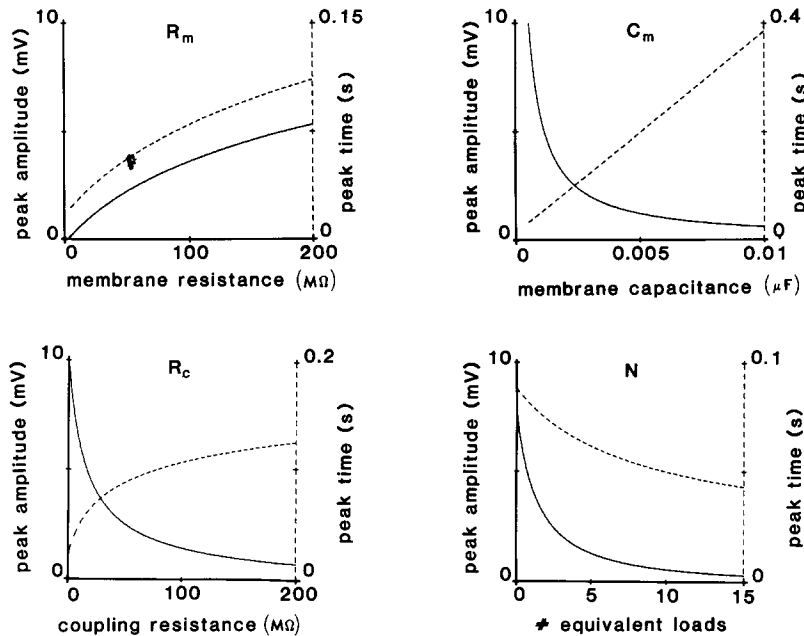 10
R_m
0.15
peak amplitude (mV)
peak time (s)
0
0
0
100
200
membrane resistance (MΩ)
10
C_m
0.4
peak amplitude (mV)
peak time (s)
0
0
0
0.005
0.01
membrane capacitance (μF)
10
R_c
0.2
peak amplitude (mV)
peak time (s)
0
0
0
100
200
coupling resistance (MΩ)
10
N
0.1
peak amplitude (mV)
peak time (s)
0
0
0
5
10
15
# equivalent loads